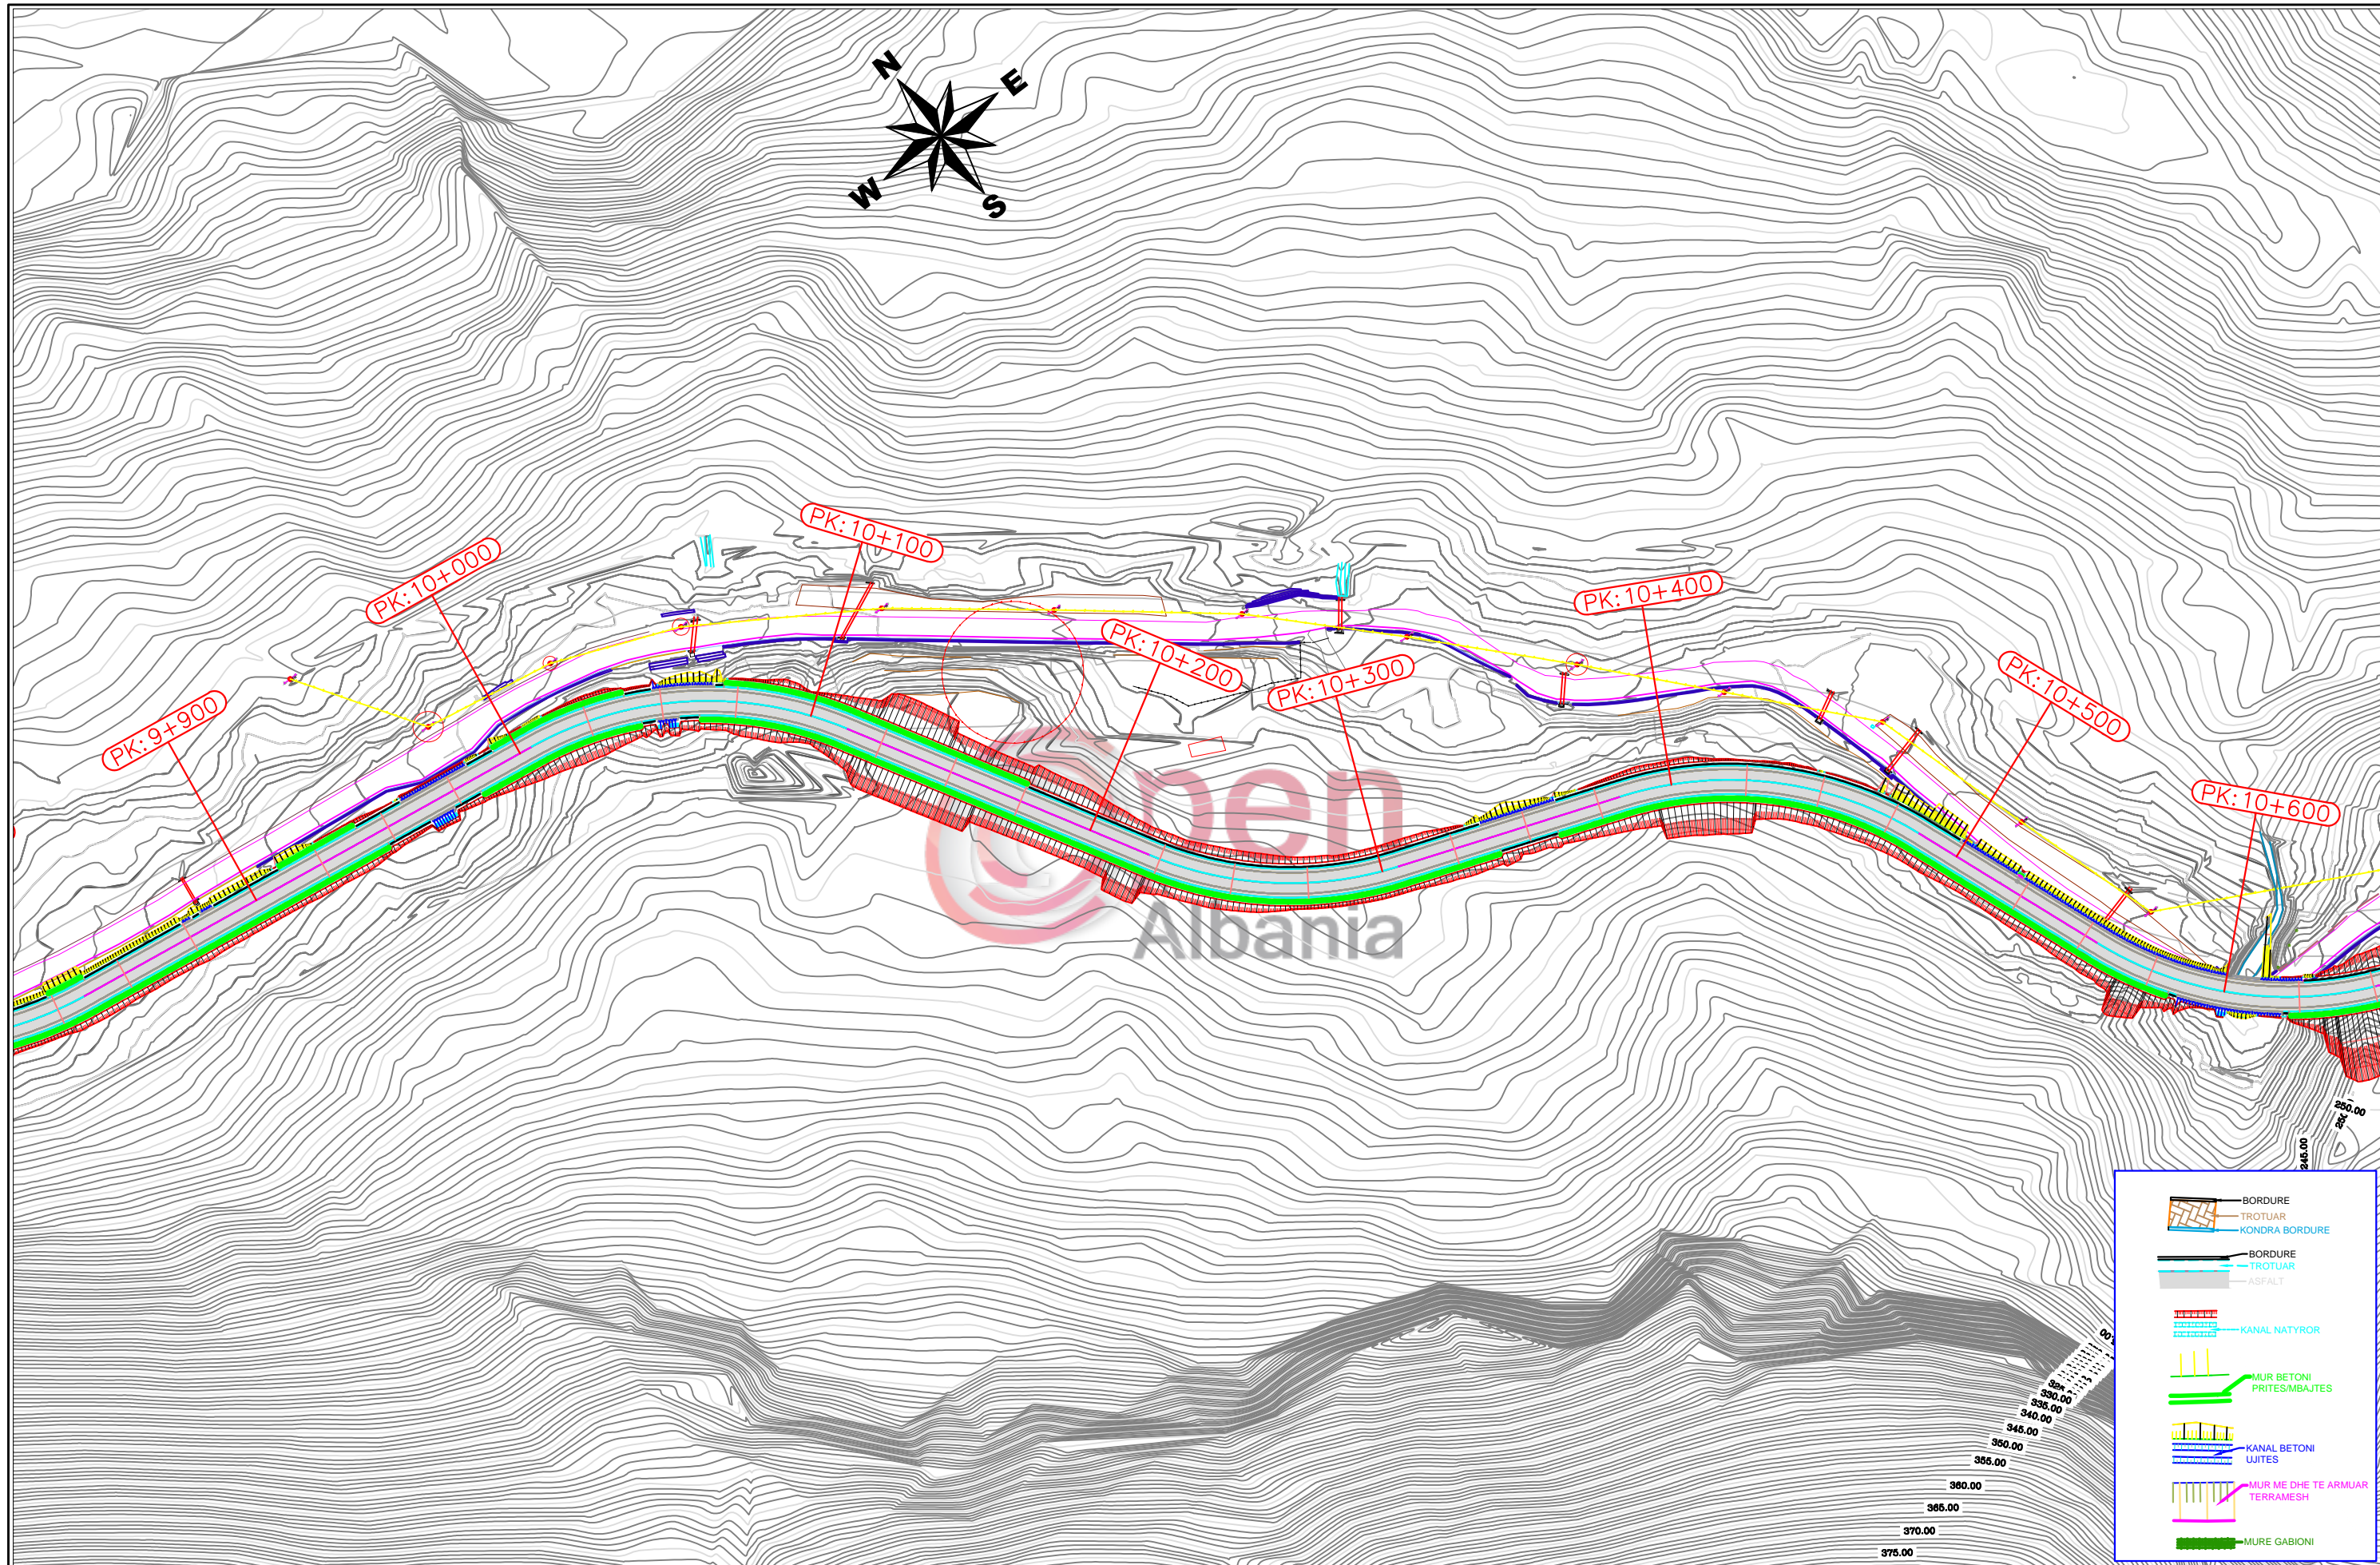 N
E
W
S
PK:10+100
PK:10+000
PK:10+400
PK:10+200
PK:10+300
PK:10+500
PK:9+900
PK:10+600
pen
Albania
250.00
245.00
330.00
335.00
340.00
345.00
350.00
355.00
360.00
365.00
370.00
375.00
BORDURE
TROTUAR
KONDRA BORDURE
BORDURE
TROTUAR
ASFALT
KANAL NATYROR
MUR BETONI
PRITES/MBAJTES
KANAL BETONI
UJITES
MUR ME DHE TE ARMUAR
TERRAMESH
MURE GABIONI